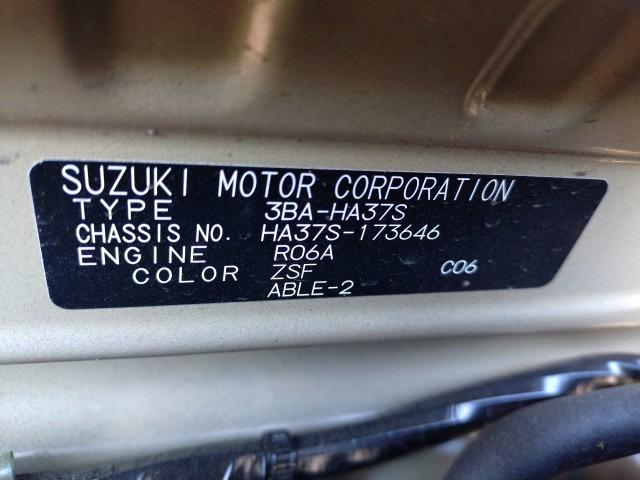 SUZUKI MOTOR CORPORATION
TYPE 3BA-HA37S
CHASSIS NO. HA37S-173646
ENGINE R06A
COLOR ZSF C06
ABLE-2